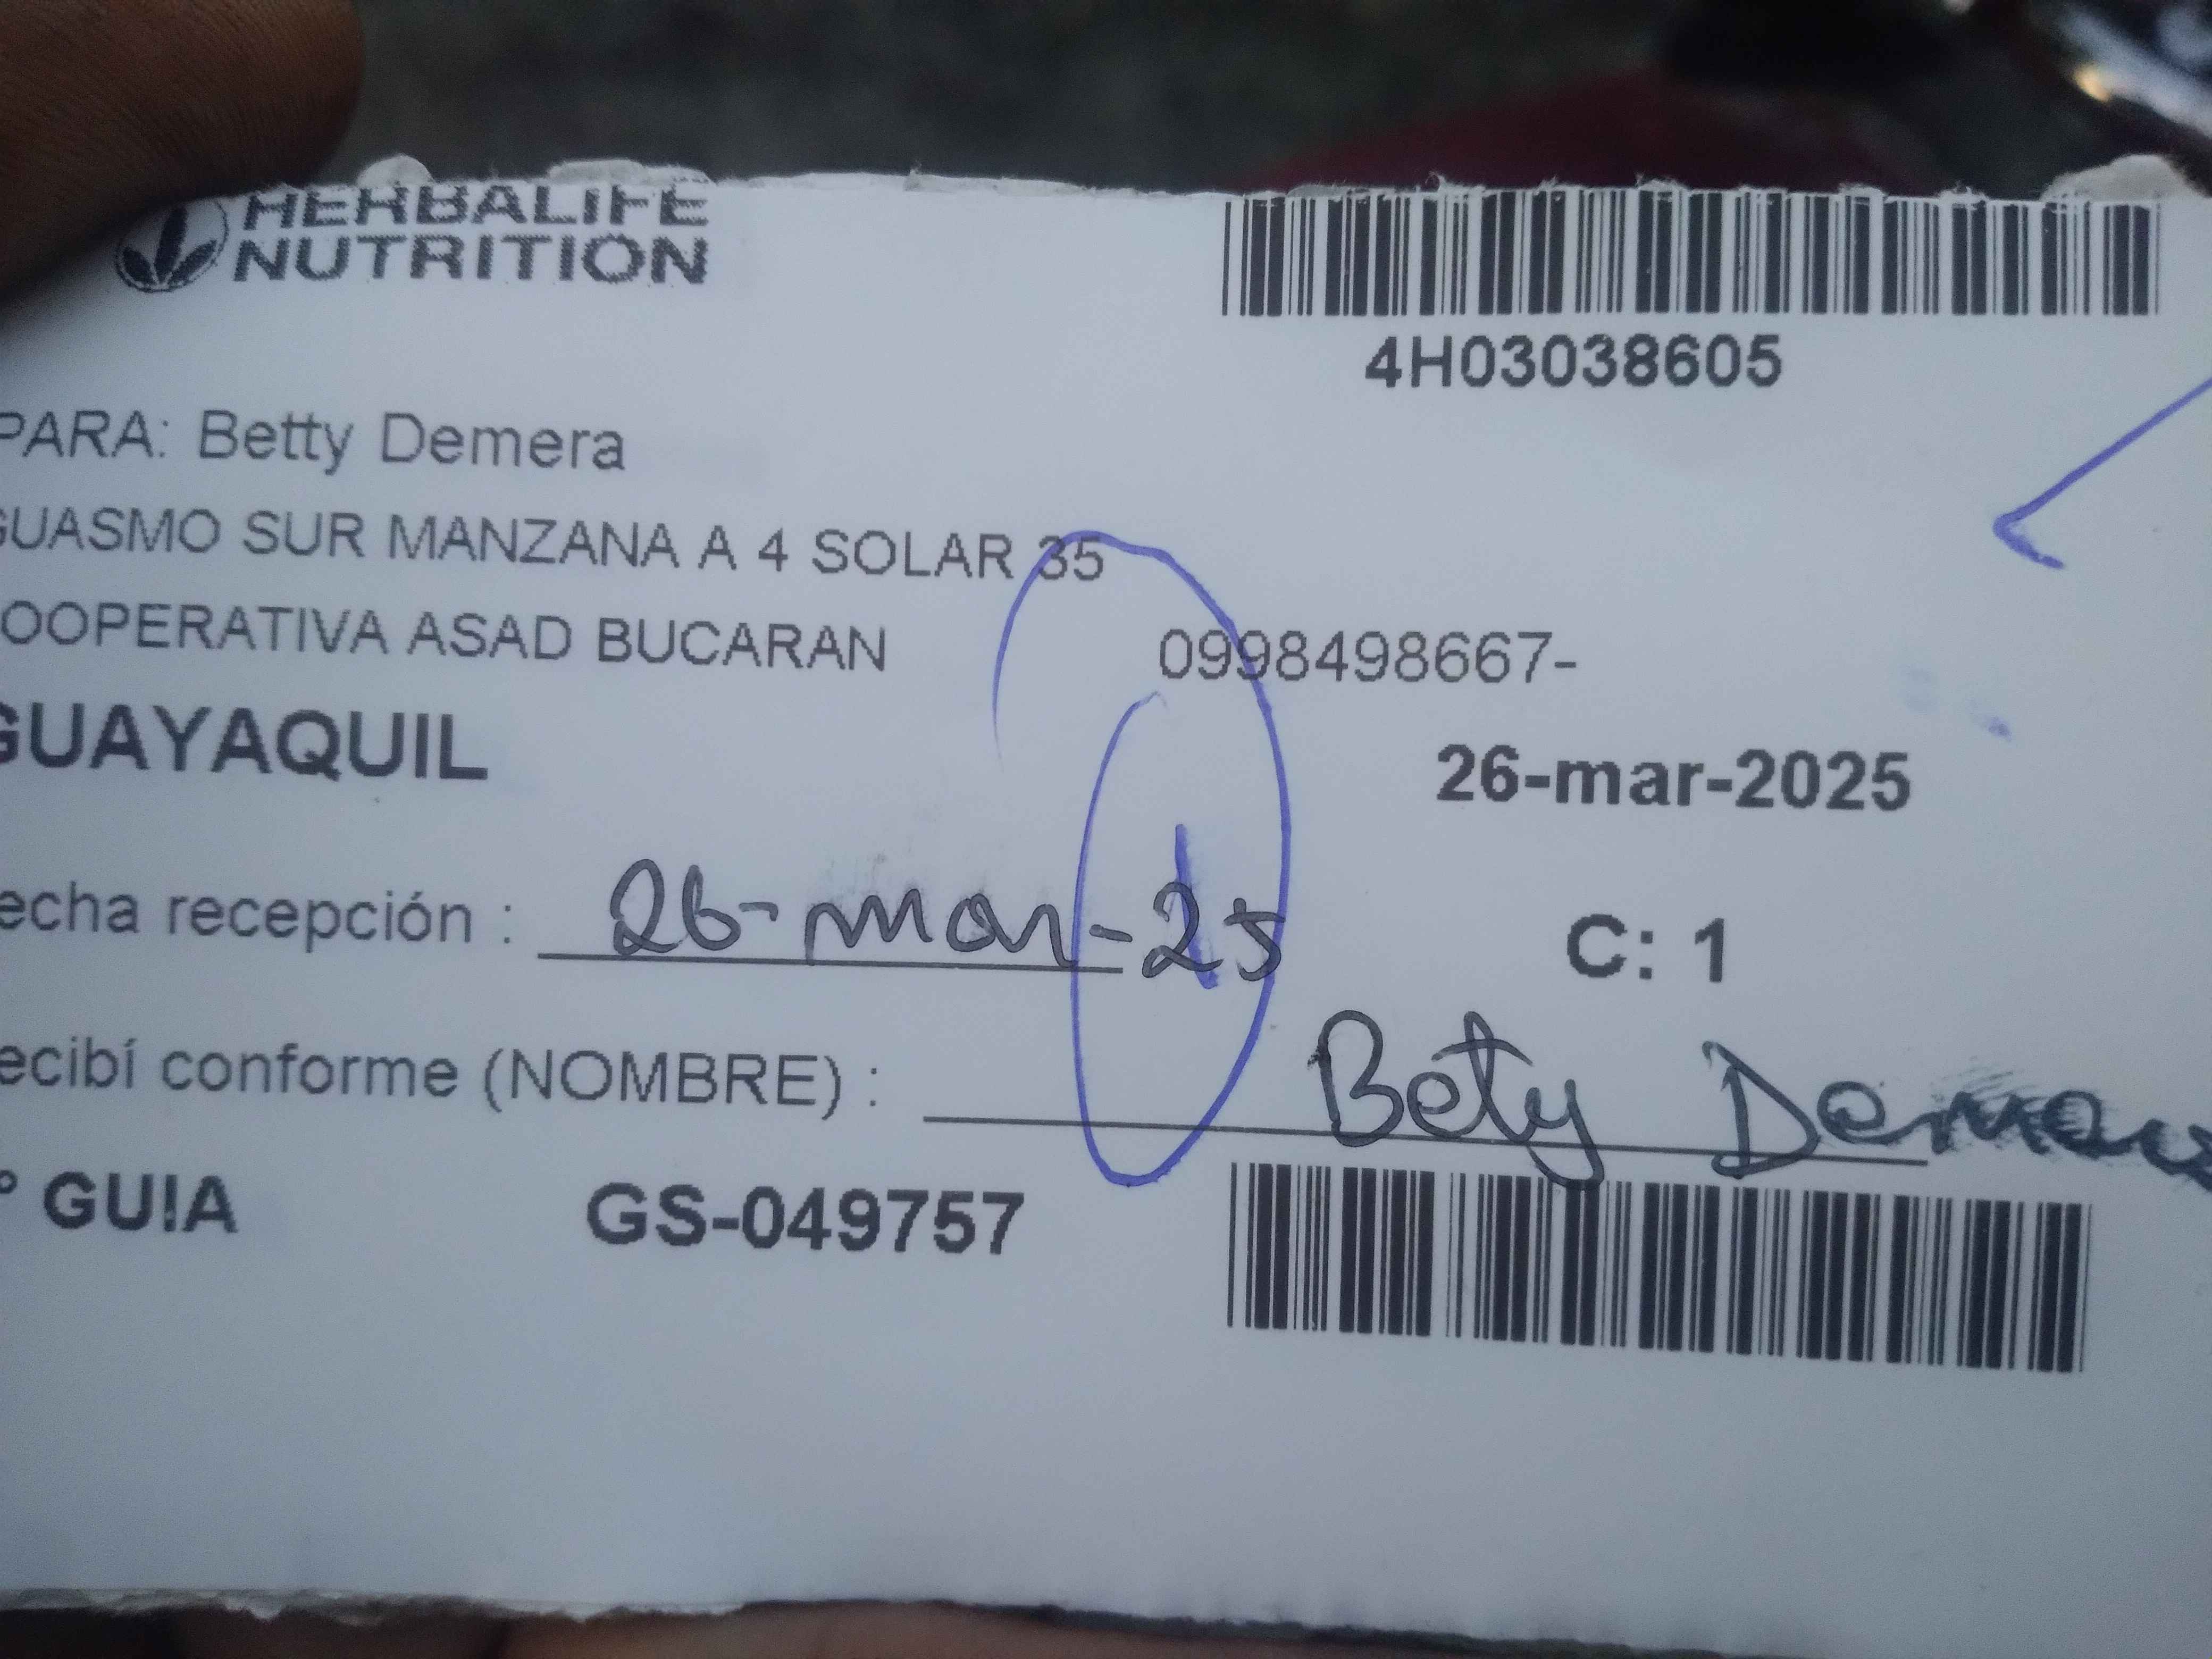 HERBALIFE
NUTRITION
4H03038605
PARA: Betty Demera
GUASMO SUR MANZANA A 4 SOLAR 35
OOPERATIVA ASAD BUCARAN 0998498667-
GUAYAQUIL
26-mar-2025
echa recepción : 26-mar-25
C: 1
ecibí conforme (NOMBRE) : Bety
° GUIA GS-049757